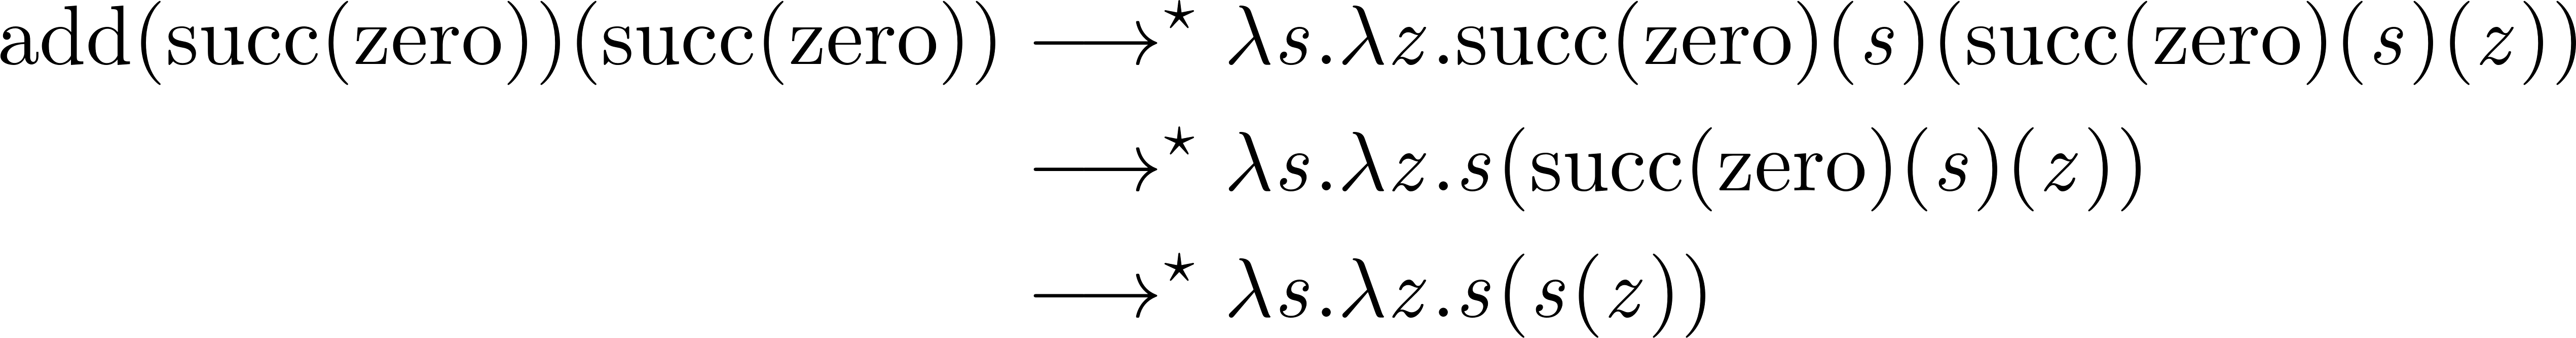 add(succ(zero))(succ(zero)) ⟶* λs.λz.succ(zero)(s)(succ(zero)(s)(z))
⟶* λs.λz.s(succ(zero)(s)(z))
⟶* λs.λz.s(s(z))